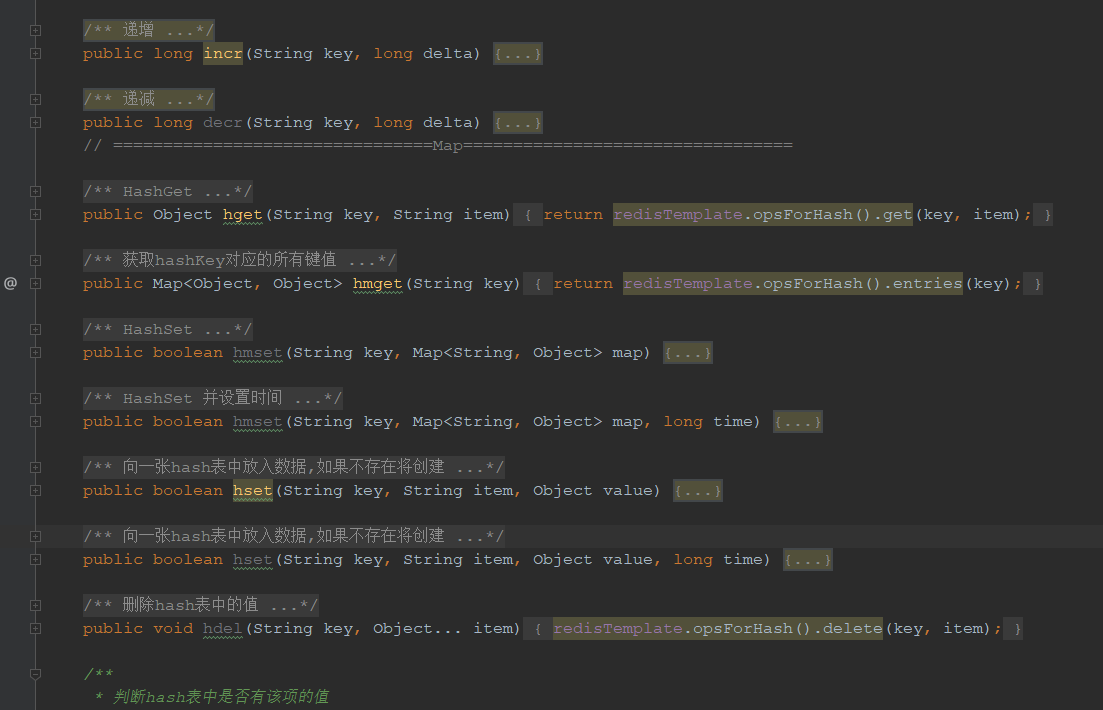 /** 递增 ...*/
public long incr(String key, long delta) {...}
/** 递减 ...*/
public long decr(String key, long delta) {...}
// ================================Map=================================
/** HashGet ...*/
public Object hget(String key, String item) { return redisTemplate.opsForHash().get(key, item); }
/** 获取hashKey对应的所有键值 ...*/
@ public Map<Object, Object> hmget(String key) { return redisTemplate.opsForHash().entries(key); }
/** HashSet ...*/
public boolean hmset(String key, Map<String, Object> map) {...}
/** HashSet 并设置时间 ...*/
public boolean hmset(String key, Map<String, Object> map, long time) {...}
/** 向一张hash表中放入数据,如果不存在将创建 ...*/
public boolean hset(String key, String item, Object value) {...}
/** 向一张hash表中放入数据,如果不存在将创建 ...*/
public boolean hset(String key, String item, Object value, long time) {...}
/** 删除hash表中的值 ...*/
public void hdel(String key, Object... item) { redisTemplate.opsForHash().delete(key, item); }
/**
* 判断hash表中是否有该项的值